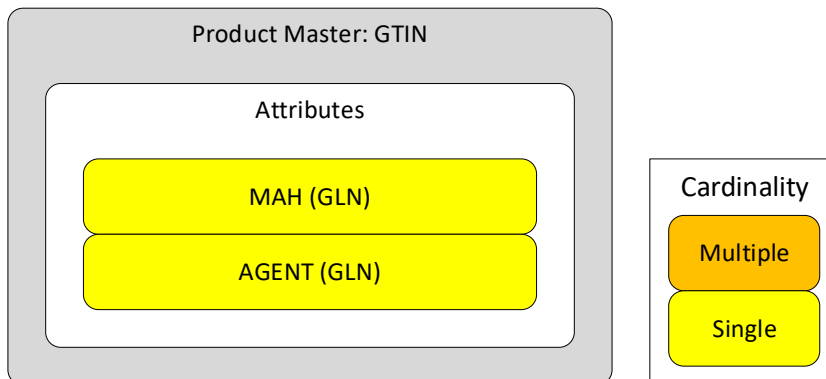 Product Master: GTIN
Attributes
MAH (GLN)
AGENT (GLN)
Cardinality
Multiple
Single